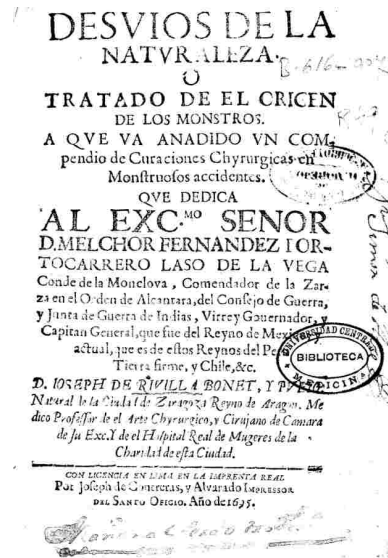 DESVIOS DE LA
NATVRALEZA.
O
TRATADO DE EL ORIGEN
DE LOS MONSTROS.
A QVE VA AÑADIDO VN COM-
pendio de Curaciones Chyrurgicas en
Monstruosos accidentes.
QVE DEDICA
AL EXC.MO SEÑOR
D. MELCHOR FERNANDEZ POR-
TOCARRERO LASO DE LA VEGA
Conde de la Monclova, Comendador de la Zar-
za en el Orden de Alcantara, del Consejo de Guerra,
y Junta de Guerra de Indias, Virrey Gouernador, y
Capitan General, que fue del Reyno de Mexico, y
actual, que es de estos Reynos del Pe
Tierra firme, y Chile, &c.
D. IOSEPH DE RIVILLA BONET, Y
Natural de la Ciudad de Zaragoza Reyno de Aragon. Me
dico Professor de el Arte Chyrurgico, y Cirujano de Camara
de su Exc. Y de el Hospital Real de Mugeres de la
Charidad de esta Ciudad.
CON LICENCIA EN LIMA EN LA IMPRENTA REAL
Por Joseph de Contreras, y Alvarado IMPRESSOR
DEL SANTO OFICIO. Año de 1695.
UNIVERSIDAD CENTRAL
BIBLIOTECA
MEDICINA